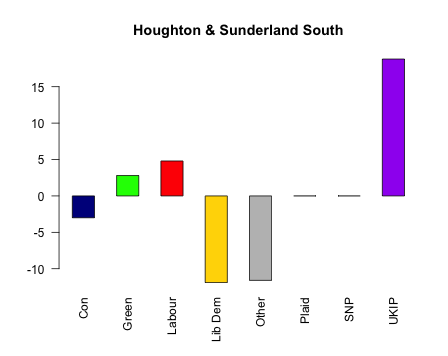 Houghton & Sunderland South
15
10
5
0
-5
-10
Con
Green
Labour
Lib Dem
Other
Plaid
SNP
UKIP